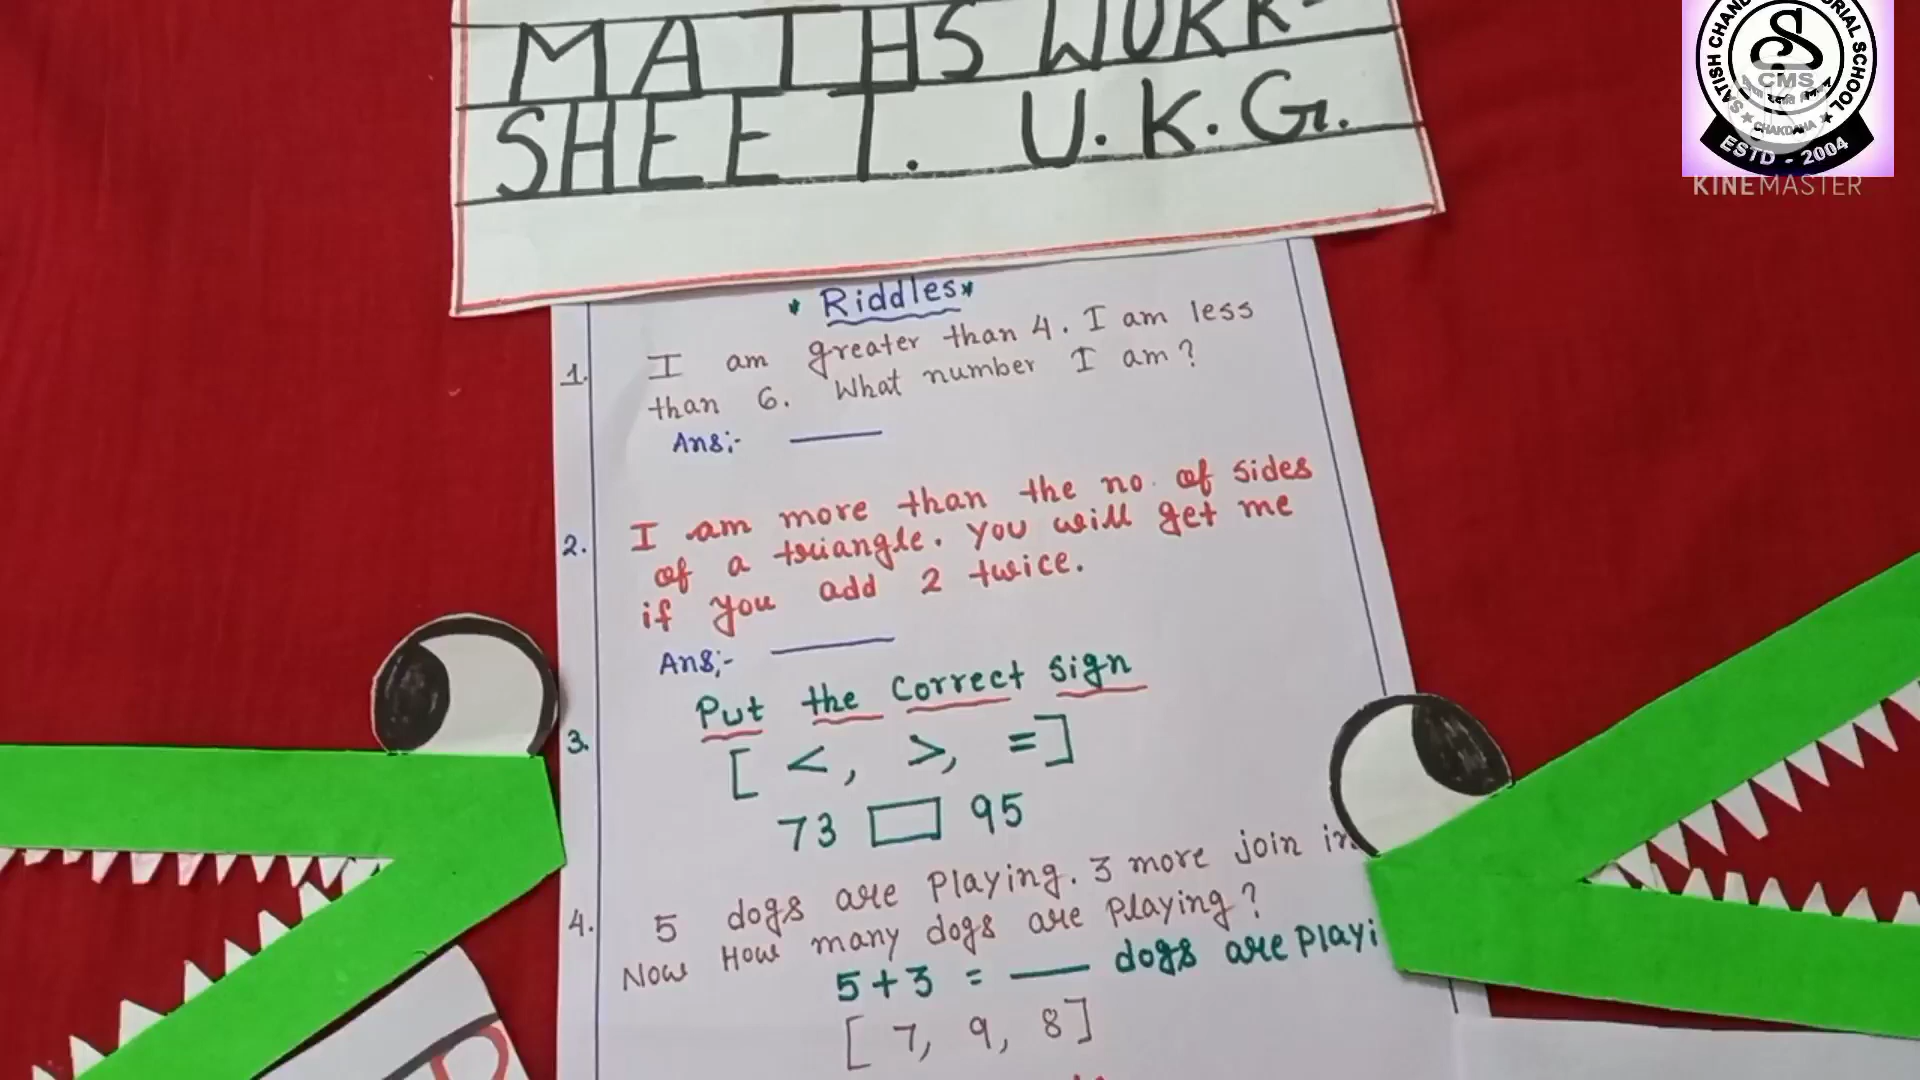 MATHS WORK-
SHEET. U.K.G.
* Riddles *
1. I am greater than 4. I am less
than 6. What number I am?
Ans:-
2. I am more than the no. of sides
of a triangle. You will get me
if you add 2 twice.
Ans:-
Put the correct sign
3. [ <, >, = ]
73 95
4. 5 dogs are playing. 3 more join in
Now How many dogs are playing?
5 + 3 = ___ dogs are playi
[ 7, 9, 8 ]
SCHOOL
CMS
CHAKDAHA
ESTD - 2004
KINEMASTER